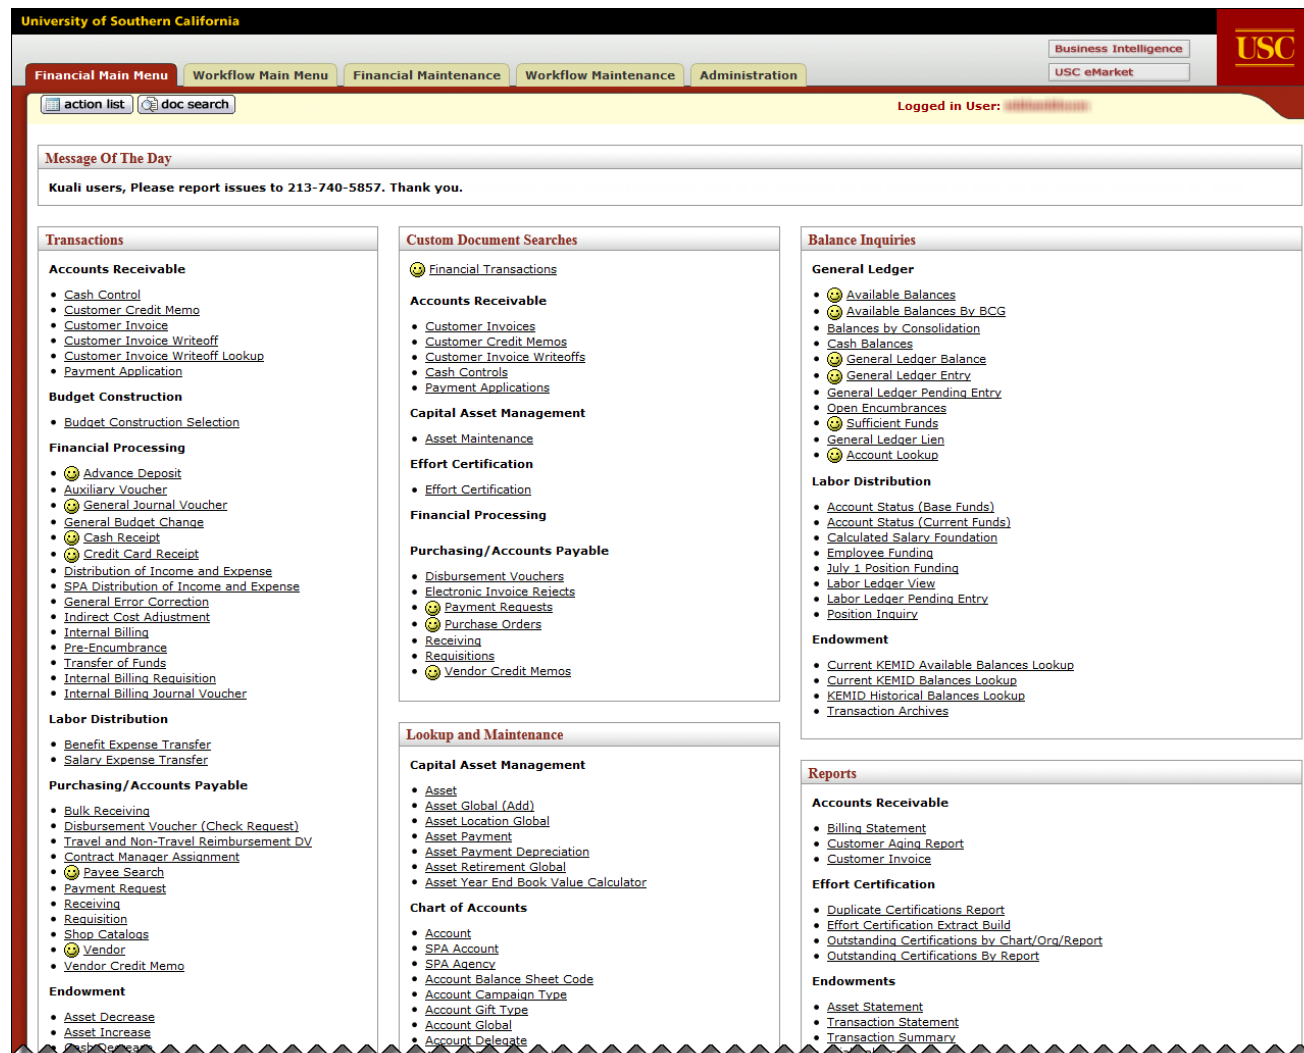 University of Southern California
Business Intelligence
USC eMarket
USC
Financial Main Menu
Workflow Main Menu
Financial Maintenance
Workflow Maintenance
Administration
action list
doc search
Logged in User:
Message Of The Day
Kuali users, Please report issues to 213-740-5857. Thank you.
Transactions
Accounts Receivable
Cash Control
Customer Credit Memo
Customer Invoice
Customer Invoice Writeoff
Customer Invoice Writeoff Lookup
Payment Application
Budget Construction
Budget Construction Selection
Financial Processing
Advance Deposit
Auxiliary Voucher
General Journal Voucher
General Budget Change
Cash Receipt
Credit Card Receipt
Distribution of Income and Expense
SPA Distribution of Income and Expense
General Error Correction
Indirect Cost Adjustment
Internal Billing
Pre-Encumbrance
Transfer of Funds
Internal Billing Requisition
Internal Billing Journal Voucher
Labor Distribution
Benefit Expense Transfer
Salary Expense Transfer
Purchasing/Accounts Payable
Bulk Receiving
Disbursement Voucher (Check Request)
Travel and Non-Travel Reimbursement DV
Contract Manager Assignment
Payee Search
Payment Request
Receiving
Requisition
Shop Catalogs
Vendor
Vendor Credit Memo
Endowment
Asset Decrease
Asset Increase
Cash Decrease
Custom Document Searches
Financial Transactions
Accounts Receivable
Customer Invoices
Customer Credit Memos
Customer Invoice Writeoffs
Cash Controls
Payment Applications
Capital Asset Management
Asset Maintenance
Effort Certification
Effort Certification
Financial Processing
Purchasing/Accounts Payable
Disbursement Vouchers
Electronic Invoice Rejects
Payment Requests
Purchase Orders
Receiving
Requisitions
Vendor Credit Memos
Lookup and Maintenance
Capital Asset Management
Asset
Asset Global (Add)
Asset Location Global
Asset Payment
Asset Payment Depreciation
Asset Retirement Global
Asset Year End Book Value Calculator
Chart of Accounts
Account
SPA Account
SPA Agency
Account Balance Sheet Code
Account Campaign Type
Account Gift Type
Account Global
Account Delegate
Balance Inquiries
General Ledger
Available Balances
Available Balances By BCG
Balances by Consolidation
Cash Balances
General Ledger Balance
General Ledger Entry
General Ledger Pending Entry
Open Encumbrances
Sufficient Funds
General Ledger Lien
Account Lookup
Labor Distribution
Account Status (Base Funds)
Account Status (Current Funds)
Calculated Salary Foundation
Employee Funding
July 1 Position Funding
Labor Ledger View
Labor Ledger Pending Entry
Position Inquiry
Endowment
Current KEMID Available Balances Lookup
Current KEMID Balances Lookup
KEMID Historical Balances Lookup
Transaction Archives
Reports
Accounts Receivable
Billing Statement
Customer Aging Report
Customer Invoice
Effort Certification
Duplicate Certifications Report
Effort Certification Extract Build
Outstanding Certifications by Chart/Org/Report
Outstanding Certifications By Report
Endowments
Asset Statement
Transaction Statement
Transaction Summary